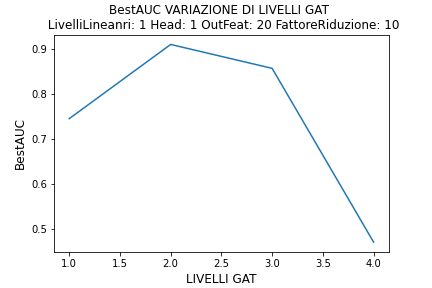 BestAUC VARIAZIONE DI LIVELLI GAT
LivelliLineanri: 1 Head: 1 OutFeat: 20 FattoreRiduzione: 10
0.9
0.8
0.7
0.6
0.5
BestAUC
1.0 1.5 2.0 2.5 3.0 3.5 4.0
LIVELLI GAT